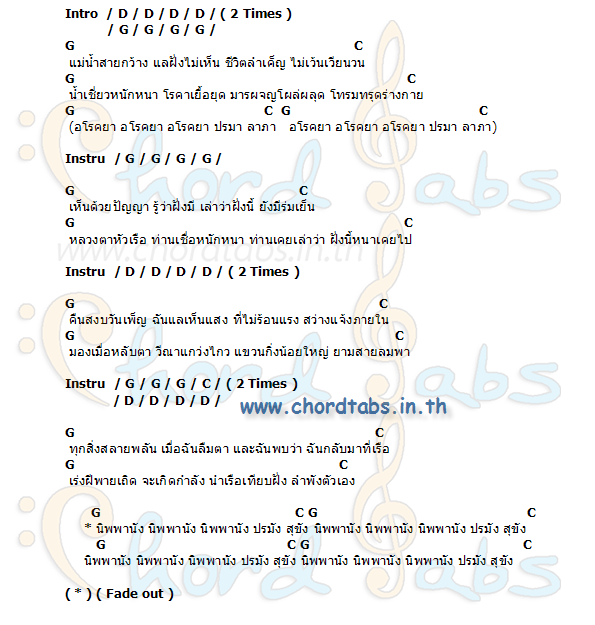 Intro / D / D / D / D / ( 2 Times )
/ G / G / G / G /
G C
แม่น้ำสายกว้าง แลฝั่งไม่เห็น ชีวิตลำเค็ญ ไม่เว้นเวียนวน
G C
น้ำเชี่ยวหนักหนา โรคาเยื้อยุด มารผจญโผล่ผลุด โทรมทรุดร่างกาย
G C G C
(อโรคยา อโรคยา อโรคยา ปรมา ลาภา อโรคยา อโรคยา อโรคยา ปรมา ลาภา)
Instru / G / G / G / G /
G C
เห็นด้วยปัญญา รู้ว่าฝั่งมี เล่าว่าฝั่งนี้ ยังมีร่มเย็น
G C
หลวงตาหัวเรือ ท่านเชื่อหนักหนา ท่านเคยเล่าว่า ฝั่งนี้หนาเคยไป
www.chordtabs.in.th
Instru / D / D / D / D / ( 2 Times )
G C
คืนสงบวันเพ็ญ ฉันแลเห็นแสง ที่ไม่ร้อนแรง สว่างแจ้งภายใน
G C
มองเมื่อหลับตา วีณาแกว่งไกว แขวนกิ่งน้อยใหญ่ ยามสายลมพา
Instru / G / G / G / C / ( 2 Times )
/ D / D / D / D /
www.chordtabs.in.th
G C
ทุกสิ่งสลายพลัน เมื่อฉันลืมตา และฉันพบว่า ฉันกลับมาที่เรือ
G C
เร่งฝีพายเถิด จะเกิดกำลัง นำเรือเทียบฝั่ง ลำพังตัวเอง
G C G C
* นิพพานัง นิพพานัง นิพพานัง ปรมัง สุขัง นิพพานัง นิพพานัง นิพพานัง ปรมัง สุขัง
G C G C
นิพพานัง นิพพานัง นิพพานัง ปรมัง สุขัง นิพพานัง นิพพานัง นิพพานัง ปรมัง สุขัง
( * ) ( Fade out )